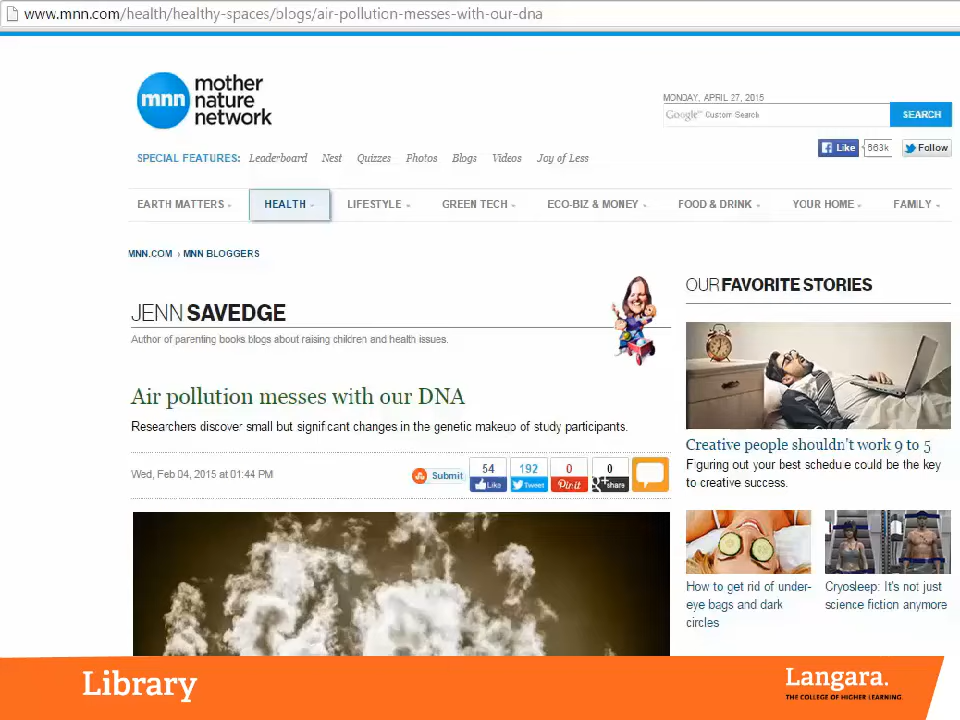 www.mnn.com/health/healthy-spaces/blogs/air-pollution-messes-with-our-dna
mnn
mother
nature
network
MONDAY, APRIL 27, 2015
Google™ Custom Search
SEARCH
SPECIAL FEATURES: Leaderboard Nest Quizzes Photos Blogs Videos Joy of Less
Like 663k Follow
EARTH MATTERS HEALTH LIFESTYLE GREEN TECH ECO-BIZ & MONEY FOOD & DRINK YOUR HOME FAMILY
MNN.COM › MNN BLOGGERS
JENN SAVEDGE
Author of parenting books blogs about raising children and health issues.
Air pollution messes with our DNA
Researchers discover small but significant changes in the genetic makeup of study participants.
Wed, Feb 04, 2015 at 01:44 PM
Submit
54
Like
192
Tweet
0
Pin it
0
g+ share
OUR FAVORITE STORIES
Creative people shouldn't work 9 to 5
Figuring out your best schedule could be the key
to creative success.
How to get rid of under-
eye bags and dark
circles
Cryosleep: It's not just
science fiction anymore
Library
Langara.
THE COLLEGE OF HIGHER LEARNING.